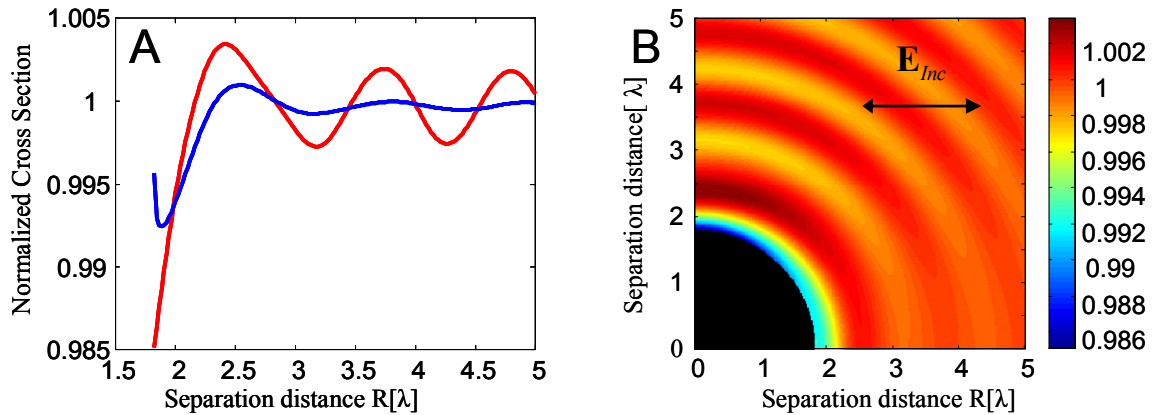 A
Normalized Cross Section
1.005
1
0.995
0.99
0.985
1.5 2 2.5 3 3.5 4 4.5 5
Separation distance R[λ]
B
Separation distance[ λ]
5
4
3
2
1
0
0 1 2 3 4 5
Separation distance R[λ]
E Inc
1.002
1
0.998
0.996
0.994
0.992
0.99
0.988
0.986